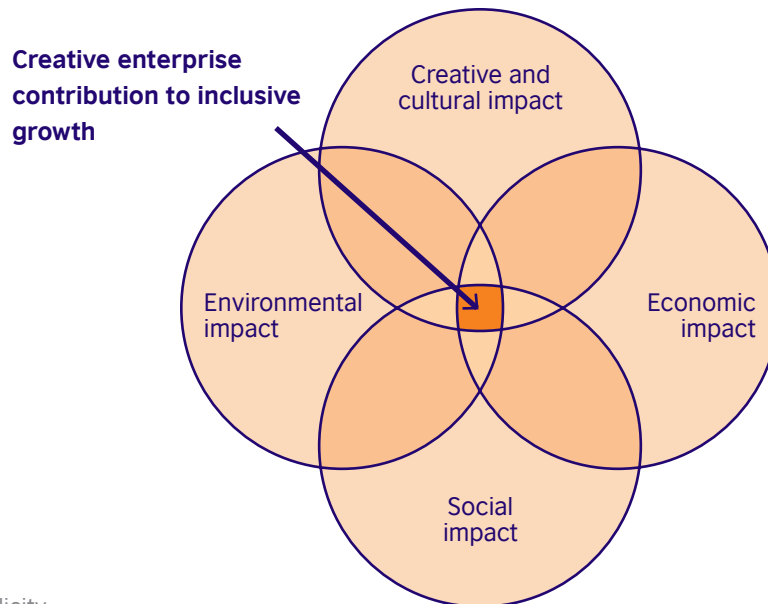 Creative enterprise
contribution to inclusive
growth
Creative and
cultural impact
Environmental
impact
Economic
impact
Social
impact